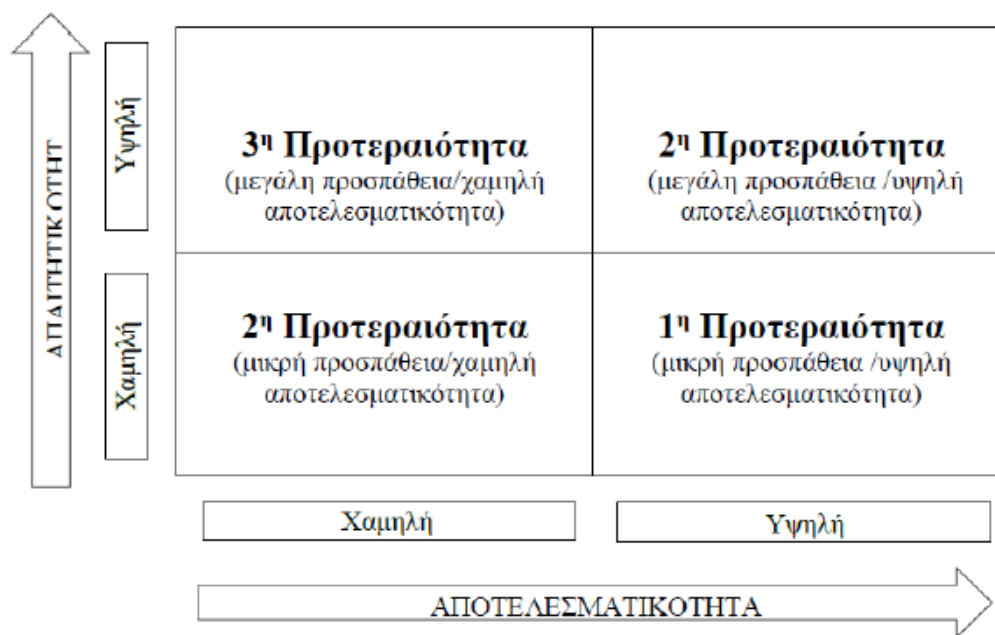 ΑΠΑΙΤΗΤΙΚΟΤΗΤ
Υψηλή
3η Προτεραιότητα
(μεγάλη προσπάθεια/χαμηλή
αποτελεσματικότητα)
2η Προτεραιότητα
(μεγάλη προσπάθεια /υψηλή
αποτελεσματικότητα)
Χαμηλή
2η Προτεραιότητα
(μικρή προσπάθεια/χαμηλή
αποτελεσματικότητα)
1η Προτεραιότητα
(μικρή προσπάθεια /υψηλή
αποτελεσματικότητα)
Χαμηλή
Υψηλή
ΑΠΟΤΕΛΕΣΜΑΤΙΚΟΤΗΤΑ